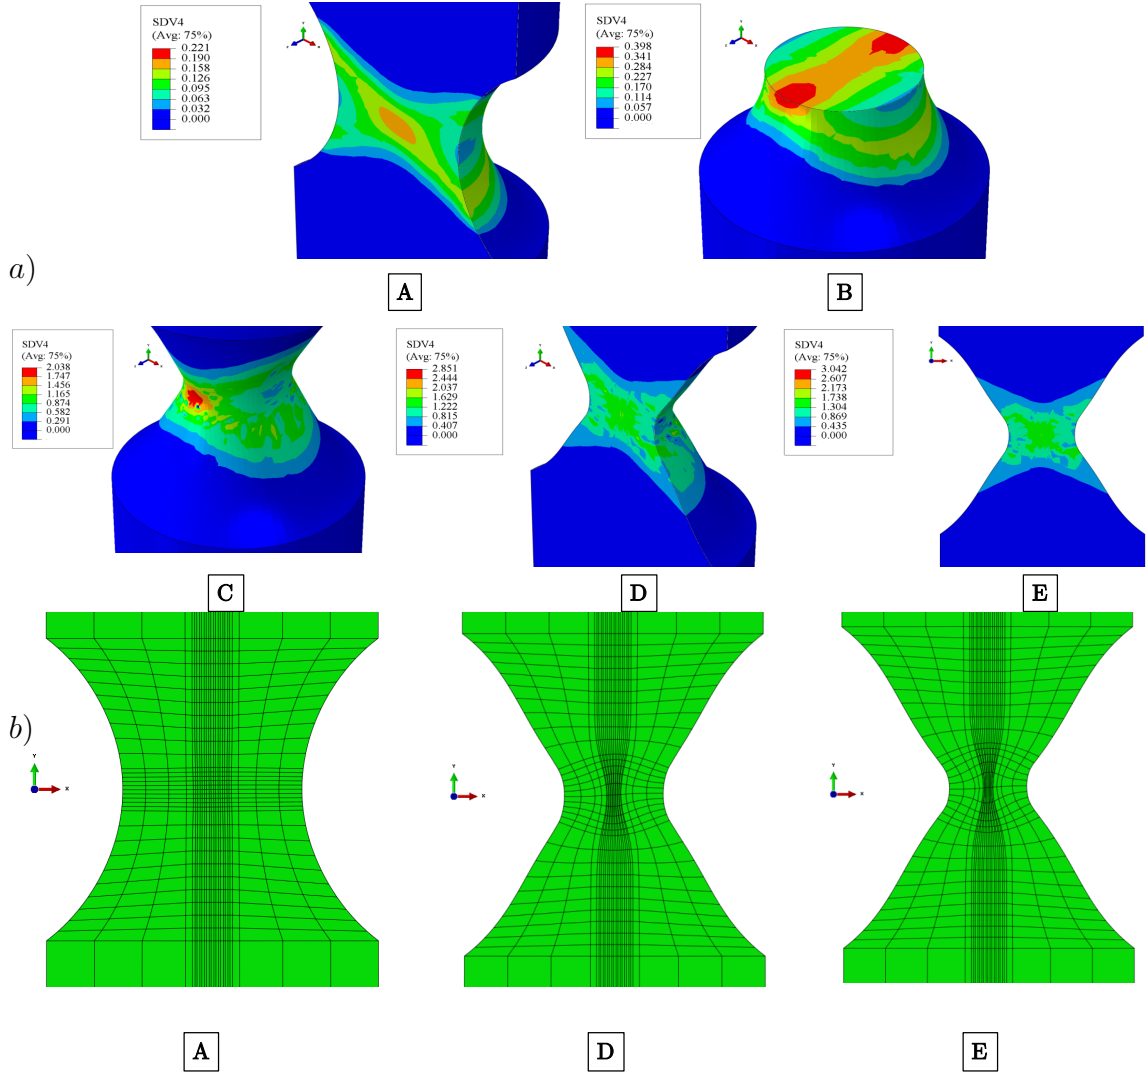 SDV4
(Avg: 75%)
0.221
0.190
0.158
0.126
0.095
0.063
0.032
0.000
SDV4
(Avg: 75%)
0.398
0.341
0.284
0.227
0.170
0.114
0.057
0.000
a)
A
B
SDV4
(Avg: 75%)
2.038
1.747
1.456
1.165
0.874
0.582
0.291
0.000
SDV4
(Avg: 75%)
2.851
2.444
2.037
1.629
1.222
0.815
0.407
0.000
SDV4
(Avg: 75%)
3.042
2.607
2.173
1.738
1.304
0.869
0.435
0.000
C
D
E
b)
Y
X
Y
X
Y
X
A
D
E